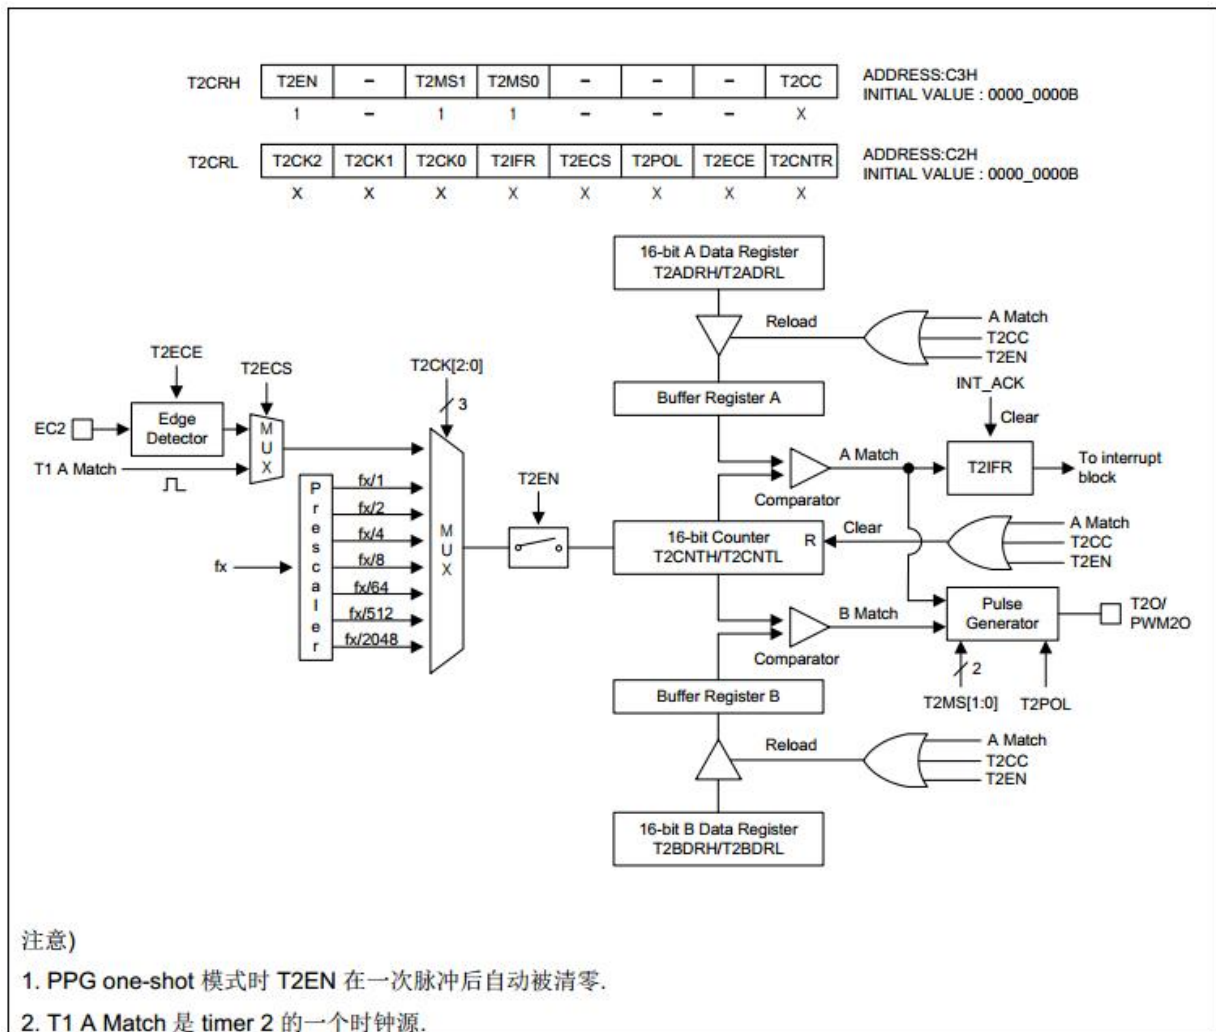 T2CRH T2EN – T2MS1 T2MS0 – – – T2CC ADDRESS:C3H
INITIAL VALUE : 0000_0000B
1 – 1 1 – – – X
T2CRL T2CK2 T2CK1 T2CK0 T2IFR T2ECS T2POL T2ECE T2CNTR ADDRESS:C2H
INITIAL VALUE : 0000_0000B
X X X X X X X X
16-bit A Data Register
T2ADRH/T2ADRL
Reload
A Match
T2CC
T2EN
T2ECE
T2ECS
T2CK[2:0]
3
Buffer Register A
INT_ACK
Clear
EC2
Edge
Detector
MUX
T1 A Match
A Match
T2IFR
To interrupt
block
Comparator
Prescaler
fx/1
fx/2
fx/4
fx/8
fx/64
fx/512
fx/2048
fx
MUX
T2EN
16-bit Counter
T2CNTH/T2CNTL
R
Clear
A Match
T2CC
T2EN
B Match
Comparator
Pulse
Generator
T2O/
PWM2O
2
T2MS[1:0]
T2POL
Buffer Register B
Reload
A Match
T2CC
T2EN
16-bit B Data Register
T2BDRH/T2BDRL
注意)
1. PPG one-shot 模式时 T2EN 在一次脉冲后自动被清零.
2. T1 A Match 是 timer 2 的一个时钟源.